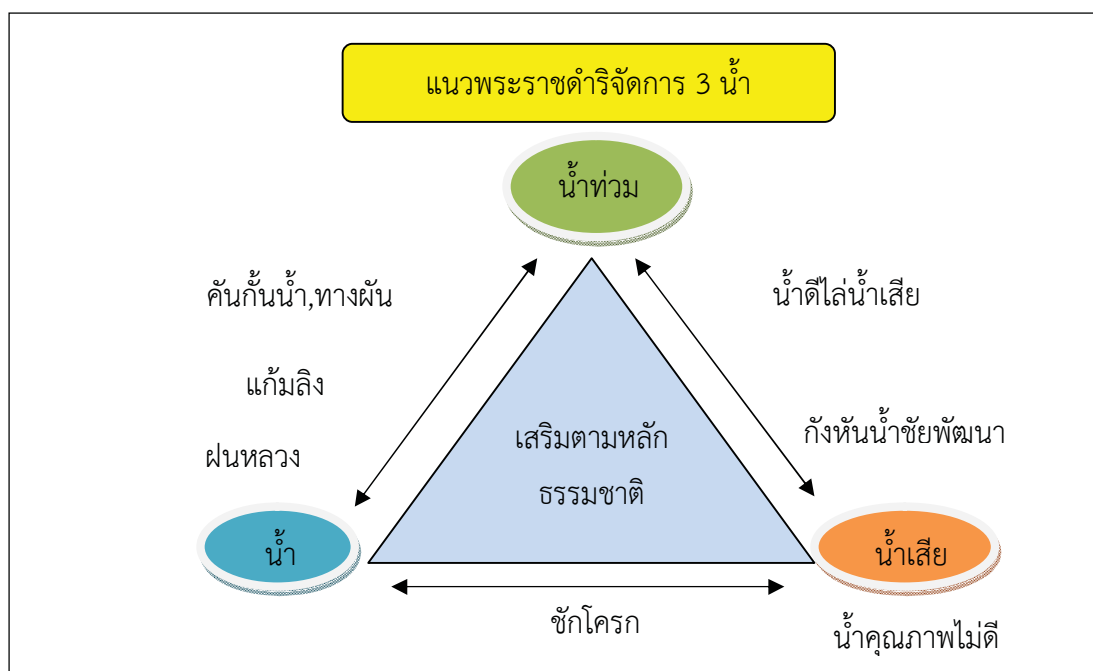 แนวพระราชดำริจัดการ 3 น้ำ
น้ำท่วม
คันกั้นน้ำ,ทางผัน
น้ำดีไล่น้ำเสีย
แก้มลิง
กังหันน้ำชัยพัฒนา
เสริมตามหลัก
ธรรมชาติ
ฝนหลวง
น้ำ
น้ำเสีย
ชักโครก
น้ำคุณภาพไม่ดี